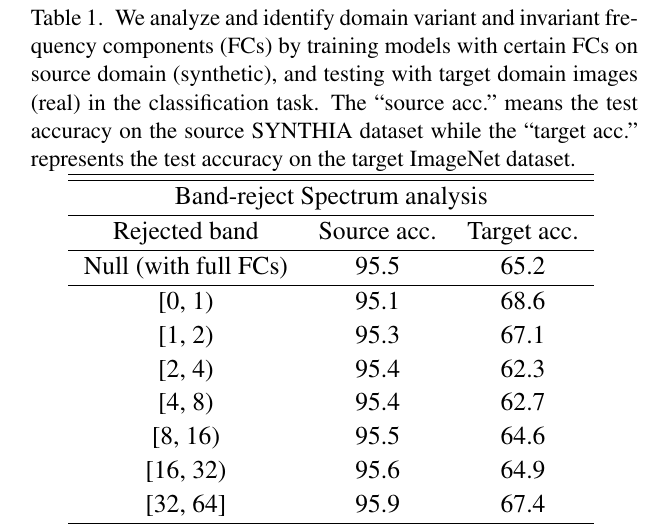 Table 1. We analyze and identify domain variant and invariant fre-
quency components (FCs) by training models with certain FCs on
source domain (synthetic), and testing with target domain images
(real) in the classification task. The “source acc.” means the test
accuracy on the source SYNTHIA dataset while the “target acc.”
represents the test accuracy on the target ImageNet dataset.
Band-reject Spectrum analysis
Rejected band Source acc. Target acc.
Null (with full FCs) 95.5 65.2
[0, 1) 95.1 68.6
[1, 2) 95.3 67.1
[2, 4) 95.4 62.3
[4, 8) 95.4 62.7
[8, 16) 95.5 64.6
[16, 32) 95.6 64.9
[32, 64] 95.9 67.4